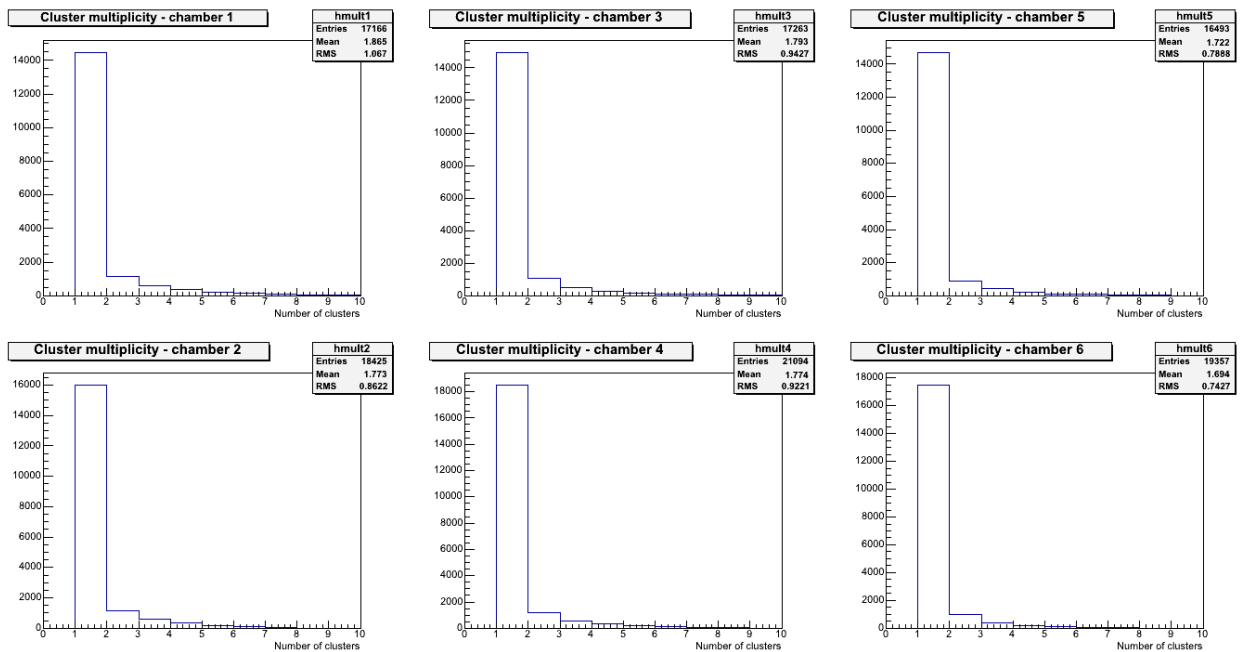 Cluster multiplicity - chamber 1
hmult1
Entries 17166
Mean 1.865
RMS 1.067
14000
12000
10000
8000
6000
4000
2000
0
0 1 2 3 4 5 6 7 8 9 10
Number of clusters
Cluster multiplicity - chamber 3
hmult3
Entries 17263
Mean 1.793
RMS 0.9427
14000
12000
10000
8000
6000
4000
2000
0
0 1 2 3 4 5 6 7 8 9 10
Number of clusters
Cluster multiplicity - chamber 5
hmult5
Entries 16493
Mean 1.722
RMS 0.7888
14000
12000
10000
8000
6000
4000
2000
0
0 1 2 3 4 5 6 7 8 9 10
Number of clusters
Cluster multiplicity - chamber 2
hmult2
Entries 18425
Mean 1.773
RMS 0.8622
16000
14000
12000
10000
8000
6000
4000
2000
0
0 1 2 3 4 5 6 7 8 9 10
Number of clusters
Cluster multiplicity - chamber 4
hmult4
Entries 21094
Mean 1.774
RMS 0.9221
18000
16000
14000
12000
10000
8000
6000
4000
2000
0
0 1 2 3 4 5 6 7 8 9 10
Number of clusters
Cluster multiplicity - chamber 6
hmult6
Entries 19357
Mean 1.694
RMS 0.7427
18000
16000
14000
12000
10000
8000
6000
4000
2000
0
0 1 2 3 4 5 6 7 8 9 10
Number of clusters